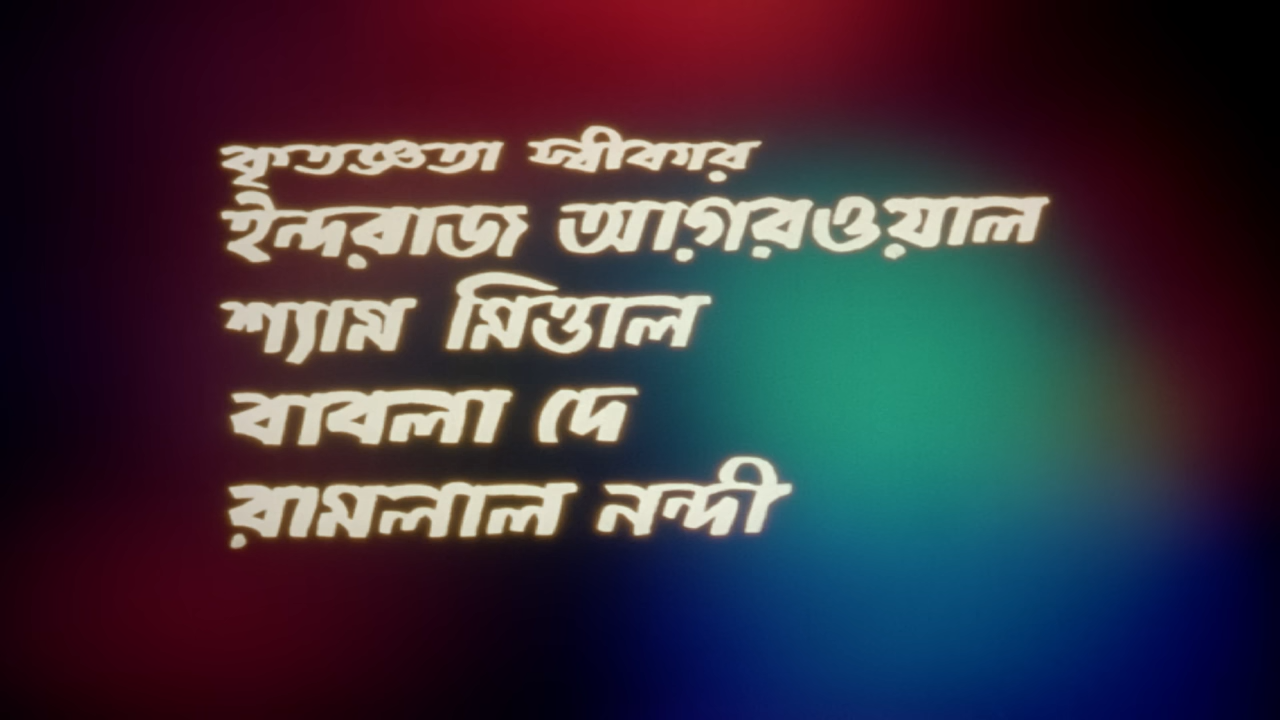 কৃতজ্ঞতা স্বীকার
ইন্দরাজ আগরওয়াল
শ্যাম মিত্তাল
বাবলা দে
রামলাল নন্দী